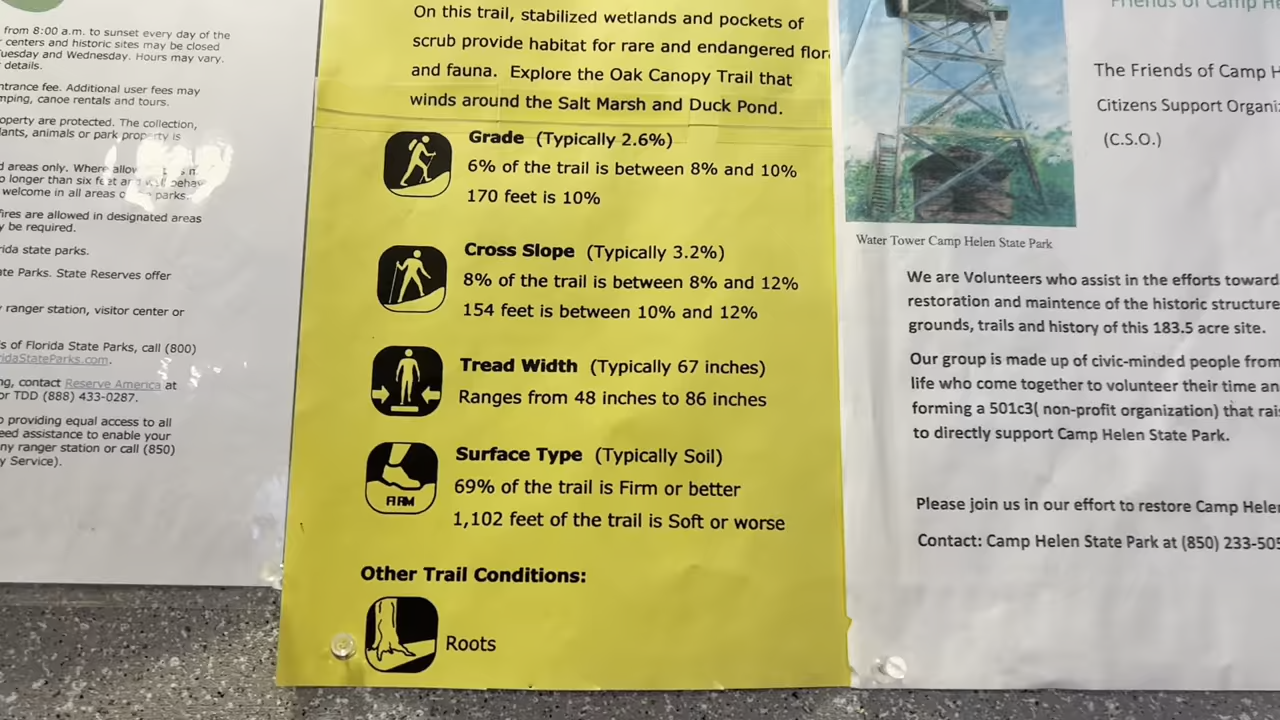 from 8:00 a.m. to sunset every day of the
centers and historic sites may be closed
uesday and Wednesday. Hours may vary.
details.
ntrance fee. Additional user fees may
mping, canoe rentals and tours.
operty are protected. The collection,
lants, animals or park property is
d areas only. Where allow
o longer than six feet and well behav
welcome in all areas parks.
fires are allowed in designated areas
y be required.
rida state parks.
ate Parks. State Reserves offer
y ranger station, visitor center or
s of Florida State Parks, call (800)
ridaStateParks.com.
ng, contact Reserve America at
or TDD (888) 433-0287.
o providing equal access to all
eed assistance to enable your
ny ranger station or call (850)
y Service).
On this trail, stabilized wetlands and pockets of
scrub provide habitat for rare and endangered flora
and fauna. Explore the Oak Canopy Trail that
winds around the Salt Marsh and Duck Pond.
Grade (Typically 2.6%)
6% of the trail is between 8% and 10%
170 feet is 10%
Cross Slope (Typically 3.2%)
8% of the trail is between 8% and 12%
154 feet is between 10% and 12%
Tread Width (Typically 67 inches)
Ranges from 48 inches to 86 inches
Surface Type (Typically Soil)
69% of the trail is Firm or better
1,102 feet of the trail is Soft or worse
FIRM
Other Trail Conditions:
Roots
Friends of Camp He
The Friends of Camp H
Citizens Support Organi
(C.S.O.)
Water Tower Camp Helen State Park
We are Volunteers who assist in the efforts toward
restoration and maintence of the historic structure
grounds, trails and history of this 183.5 acre site.
Our group is made up of civic-minded people from
life who come together to volunteer their time an
forming a 501c3( non-profit organization) that rai
to directly support Camp Helen State Park.
Please join us in our effort to restore Camp Hele
Contact: Camp Helen State Park at (850) 233-505